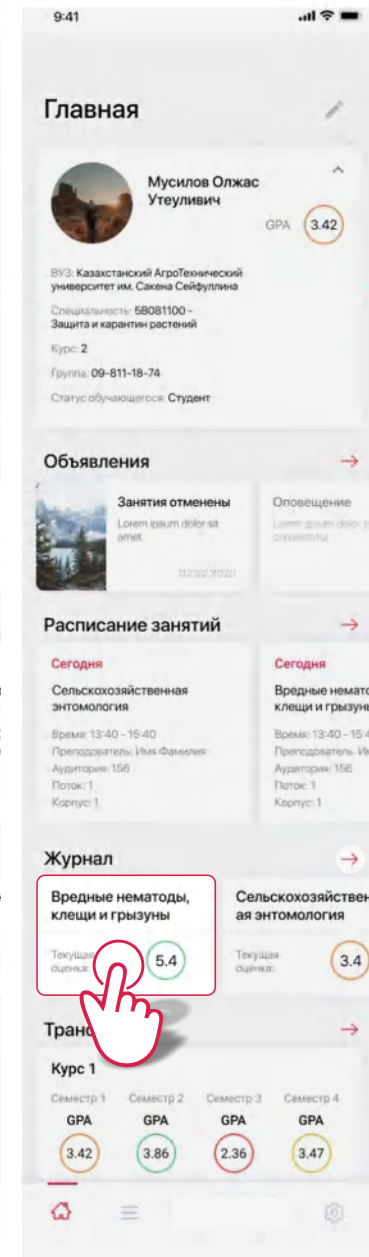 9:41
Главная
Мусилов Олжас
Утеуливич
GPA 3.42
ВУЗ: Казахстанский АгроТехнический
университет им. Сакена Сейфуллина
Специальность: 5B081100 -
Защита и карантин растений
Курс: 2
Группа: 09-811-18-74
Статус обучающегося: Студент
Объявления
Занятия отменены
Lorem ipsum dolor sit
amet.
Оповещение
Lorem ipsum dolor
Расписание занятий
Сегодня
Сельскохозяйственная
энтомология
Время: 13:40 - 15:40
Преподователь: Имя Фамилия
Аудитория: 156
Поток: 1
Корпус: 1
Сегодня
Вредные немато
клещи и грызуны
Время: 13:40 - 15:4
Преподователь: Им
Аудитория: 156
Поток: 1
Корпус: 1
Журнал
Вредные нематоды,
клещи и грызуны
Текущая
оценка: 5.4
Сельскохозяйствен
ая энтомология
Текущая
оценка: 3.4
Тран
Курс 1
Семестр 1 Семестр 2 Семестр 3 Семестр 4
GPA GPA GPA GPA
3.42 3.86 2.36 3.47